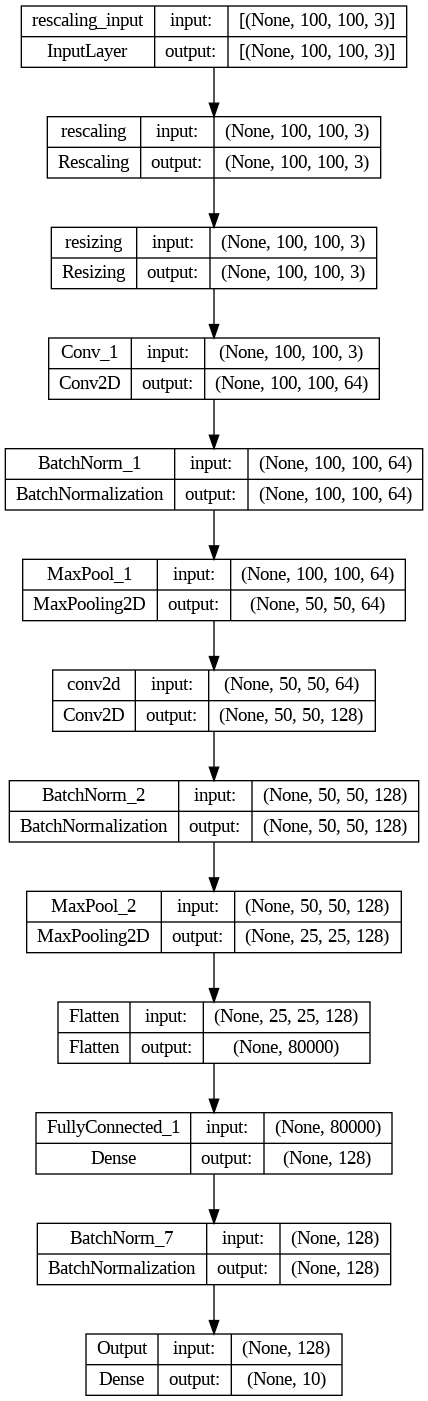 rescaling_input input: [(None, 100, 100, 3)]
InputLayer output: [(None, 100, 100, 3)]
rescaling input: (None, 100, 100, 3)
Rescaling output: (None, 100, 100, 3)
resizing input: (None, 100, 100, 3)
Resizing output: (None, 100, 100, 3)
Conv_1 input: (None, 100, 100, 3)
Conv2D output: (None, 100, 100, 64)
BatchNorm_1 input: (None, 100, 100, 64)
BatchNormalization output: (None, 100, 100, 64)
MaxPool_1 input: (None, 100, 100, 64)
MaxPooling2D output: (None, 50, 50, 64)
conv2d input: (None, 50, 50, 64)
Conv2D output: (None, 50, 50, 128)
BatchNorm_2 input: (None, 50, 50, 128)
BatchNormalization output: (None, 50, 50, 128)
MaxPool_2 input: (None, 50, 50, 128)
MaxPooling2D output: (None, 25, 25, 128)
Flatten input: (None, 25, 25, 128)
Flatten output: (None, 80000)
FullyConnected_1 input: (None, 80000)
Dense output: (None, 128)
BatchNorm_7 input: (None, 128)
BatchNormalization output: (None, 128)
Output input: (None, 128)
Dense output: (None, 10)